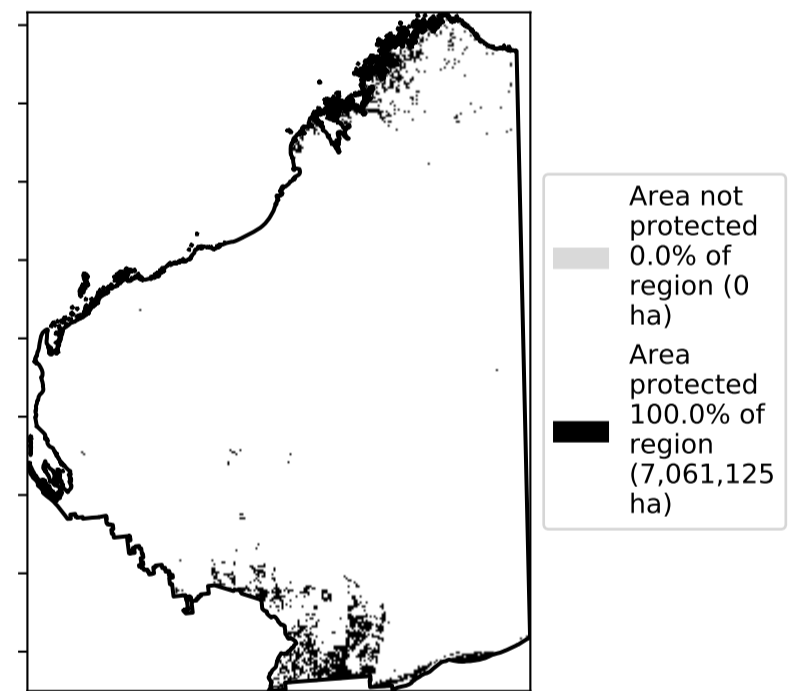 Area not
protected
0.0% of
region (0
ha)
Area
protected
100.0% of
region
(7,061,125
ha)